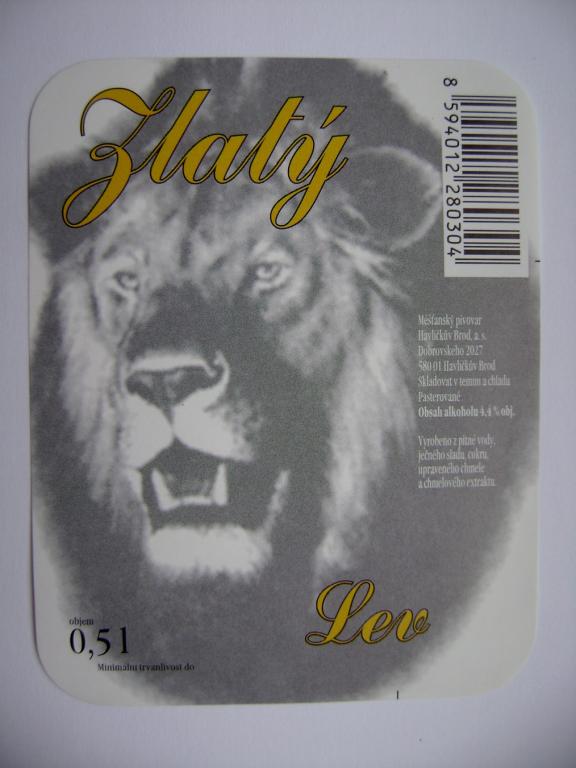 Zlatý
8 594012 280304
Měšťanský pivovar
Havlíčkův Brod, a. s.
Dobrovského 2027
580 01 Havlíčkův Brod
Skladovat v temnu a chladu
Pasterované
Obsah alkoholu 4,4 % obj.
Vyrobeno z pitné vody,
ječného sladu, cukru,
upraveného chmele
a chmelového extraktu.
Lev
objem
0,5 l
Minimální trvanlivost do